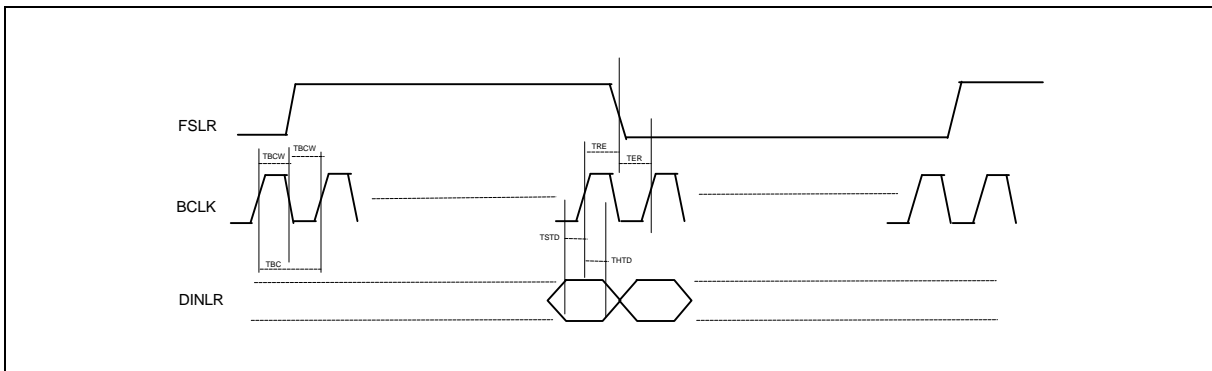 FSLR
TBCW TBCW
TRE
TER
BCLK
TSTD
THTD
TBC
DINLR